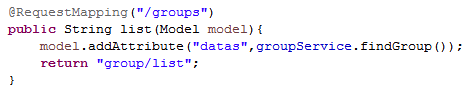 @RequestMapping("/groups")
public String list(Model model){
    model.addAttribute("datas",groupService.findGroup());
    return "group/list";
}